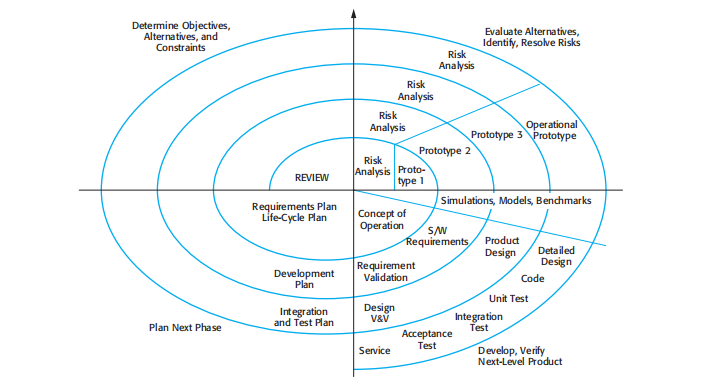 Determine Objectives,
Alternatives, and
Constraints
Evaluate Alternatives,
Identify, Resolve Risks
Risk
Analysis
Risk
Analysis
Risk
Analysis
Risk
Analysis
Operational
Prototype
Prototype 3
Prototype 2
Proto-
type 1
REVIEW
Requirements Plan
Life-Cycle Plan
Concept of
Operation
Simulations, Models, Benchmarks
S/W
Requirements
Product
Design
Detailed
Design
Development
Plan
Requirement
Validation
Code
Unit Test
Integration
and Test Plan
Design
V&V
Integration
Test
Plan Next Phase
Acceptance
Test
Service
Develop, Verify
Next-Level Product